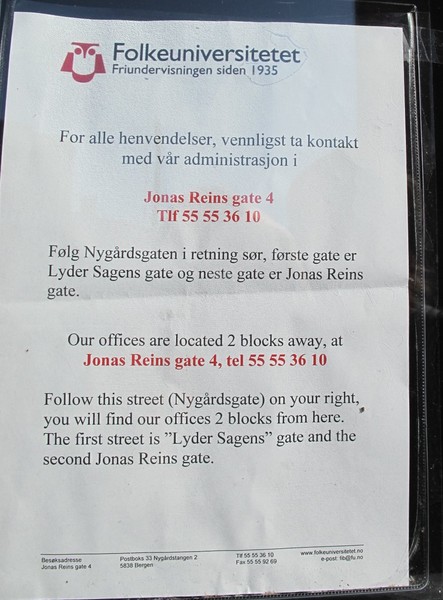 Folkeuniversitetet
Friundervisningen siden 1935
For alle henvendelser, vennligst ta kontakt
med vår administrasjon i
Jonas Reins gate 4
Tlf 55 55 36 10
Følg Nygårdsgaten i retning sør, første gate er
Lyder Sagens gate og neste gate er Jonas Reins
gate.
Our offices are located 2 blocks away, at
Jonas Reins gate 4, tel 55 55 36 10
Follow this street (Nygårdsgate) on your right,
you will find our offices 2 blocks from here.
The first street is ”Lyder Sagens” gate and the
second Jonas Reins gate.
Besøksadresse
Jonas Reins gate 4
Postboks 33 Nygårdstangen 2
5838 Bergen
Tlf 55 55 36 10
Fax 55 55 92 69
www.folkeuniversitetet.no
e-post: fib@fu.no